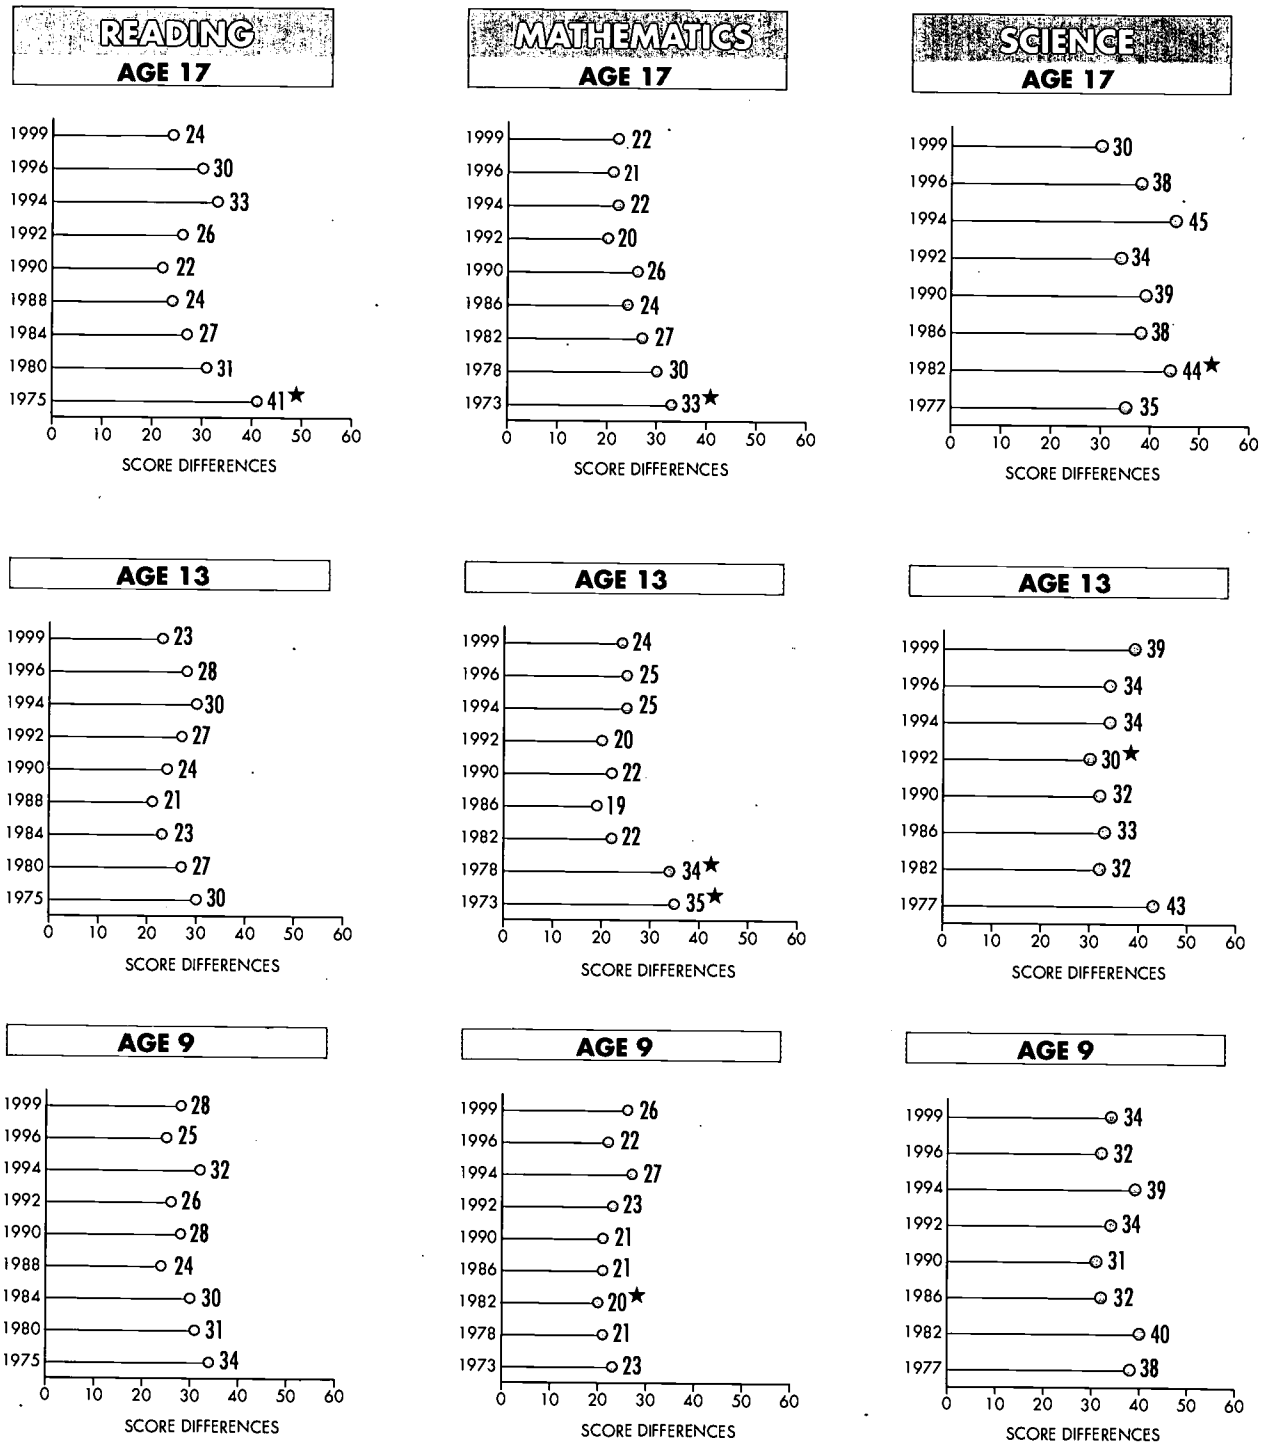 READING
AGE 17
1999 24
1996 30
1994 33
1992 26
1990 22
1988 24
1984 27
1980 31
1975 41★
0 10 20 30 40 50 60
SCORE DIFFERENCES
MATHEMATICS
AGE 17
1999 22
1996 21
1994 22
1992 20
1990 26
1986 24
1982 27
1978 30
1973 33★
0 10 20 30 40 50 60
SCORE DIFFERENCES
SCIENCE
AGE 17
1999 30
1996 38
1994 45
1992 34
1990 39
1986 38
1982 44★
1977 35
0 10 20 30 40 50 60
SCORE DIFFERENCES
AGE 13
1999 23
1996 28
1994 30
1992 27
1990 24
1988 21
1984 23
1980 27
1975 30
0 10 20 30 40 50 60
SCORE DIFFERENCES
AGE 13
1999 24
1996 25
1994 25
1992 20
1990 22
1986 19
1982 22
1978 34★
1973 35★
0 10 20 30 40 50 60
SCORE DIFFERENCES
AGE 13
1999 39
1996 34
1994 34
1992 30★
1990 32
1986 33
1982 32
1977 43
0 10 20 30 40 50 60
SCORE DIFFERENCES
AGE 9
1999 28
1996 25
1994 32
1992 26
1990 28
1988 24
1984 30
1980 31
1975 34
0 10 20 30 40 50 60
SCORE DIFFERENCES
AGE 9
1999 26
1996 22
1994 27
1992 23
1990 21
1986 21
1982 20★
1978 21
1973 23
0 10 20 30 40 50 60
SCORE DIFFERENCES
AGE 9
1999 34
1996 32
1994 39
1992 34
1990 31
1986 32
1982 40
1977 38
0 10 20 30 40 50 60
SCORE DIFFERENCES